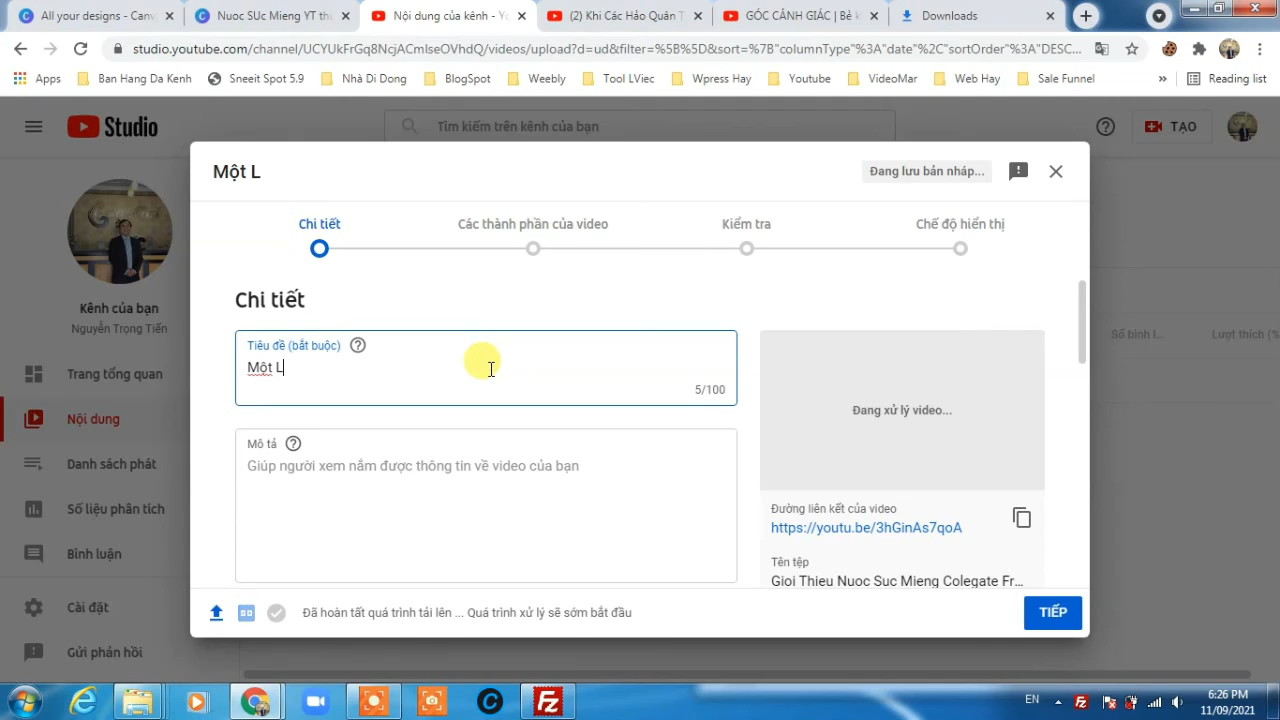 All your designs - Canv
Nuoc SUc Mieng YT th
Nội dung của kênh - Yo
(2) Khi Các Hảo Quân T
GÓC CẢNH GIÁC | Bẻ k
Downloads
studio.youtube.com/channel/UCYUkFrGq8NcjACmlseOVhbQ/videos/upload?d=ud&filter=%5B%5D&sort=%7B"columnType"%3A"date"%2C"sortOrder"%3A"DESC...
Apps
Ban Hang Da Kenh
Sneeit Spot 5.9
Nhà Di Dong
BlogSpot
Weebly
Tool LViec
Wpress Hay
Youtube
VideoMar
Web Hay
Sale Funnel
»
Reading list
Studio
Tìm kiếm trên kênh của bạn
TẠO
Một L
Đang lưu bản nháp...
Kênh của bạn
Nguyễn Trọng Tiến
Trang tổng quan
Nội dung
Danh sách phát
Số liệu phân tích
Bình luận
Cài đặt
Gửi phản hồi
Chi tiết
Các thành phần của video
Kiểm tra
Chế độ hiển thị
Chi tiết
Tiêu đề (bắt buộc)
Một L
5/100
Mô tả
Giúp người xem nắm được thông tin về video của bạn
Đang xử lý video...
Đường liên kết của video
https://youtu.be/3hGinAs7qoA
Tên tệp
Gioi Thieu Nuoc Suc Mieng Colegate Fr...
Số bình l...
Lượt thích (%
SD
Đã hoàn tất quá trình tải lên ... Quá trình xử lý sẽ sớm bắt đầu
TIẾP
EN
6:26 PM
11/09/2021